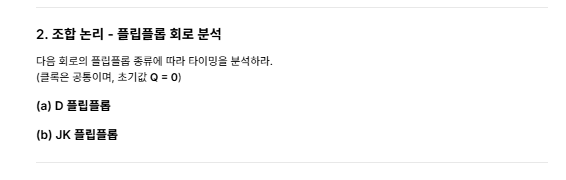 2. 조합 논리 - 플립플롭 회로 분석
다음 회로의 플립플롭 종류에 따라 타이밍을 분석하라.
(클록은 공통이며, 초기값 Q = 0)
(a) D 플립플롭
(b) JK 플립플롭